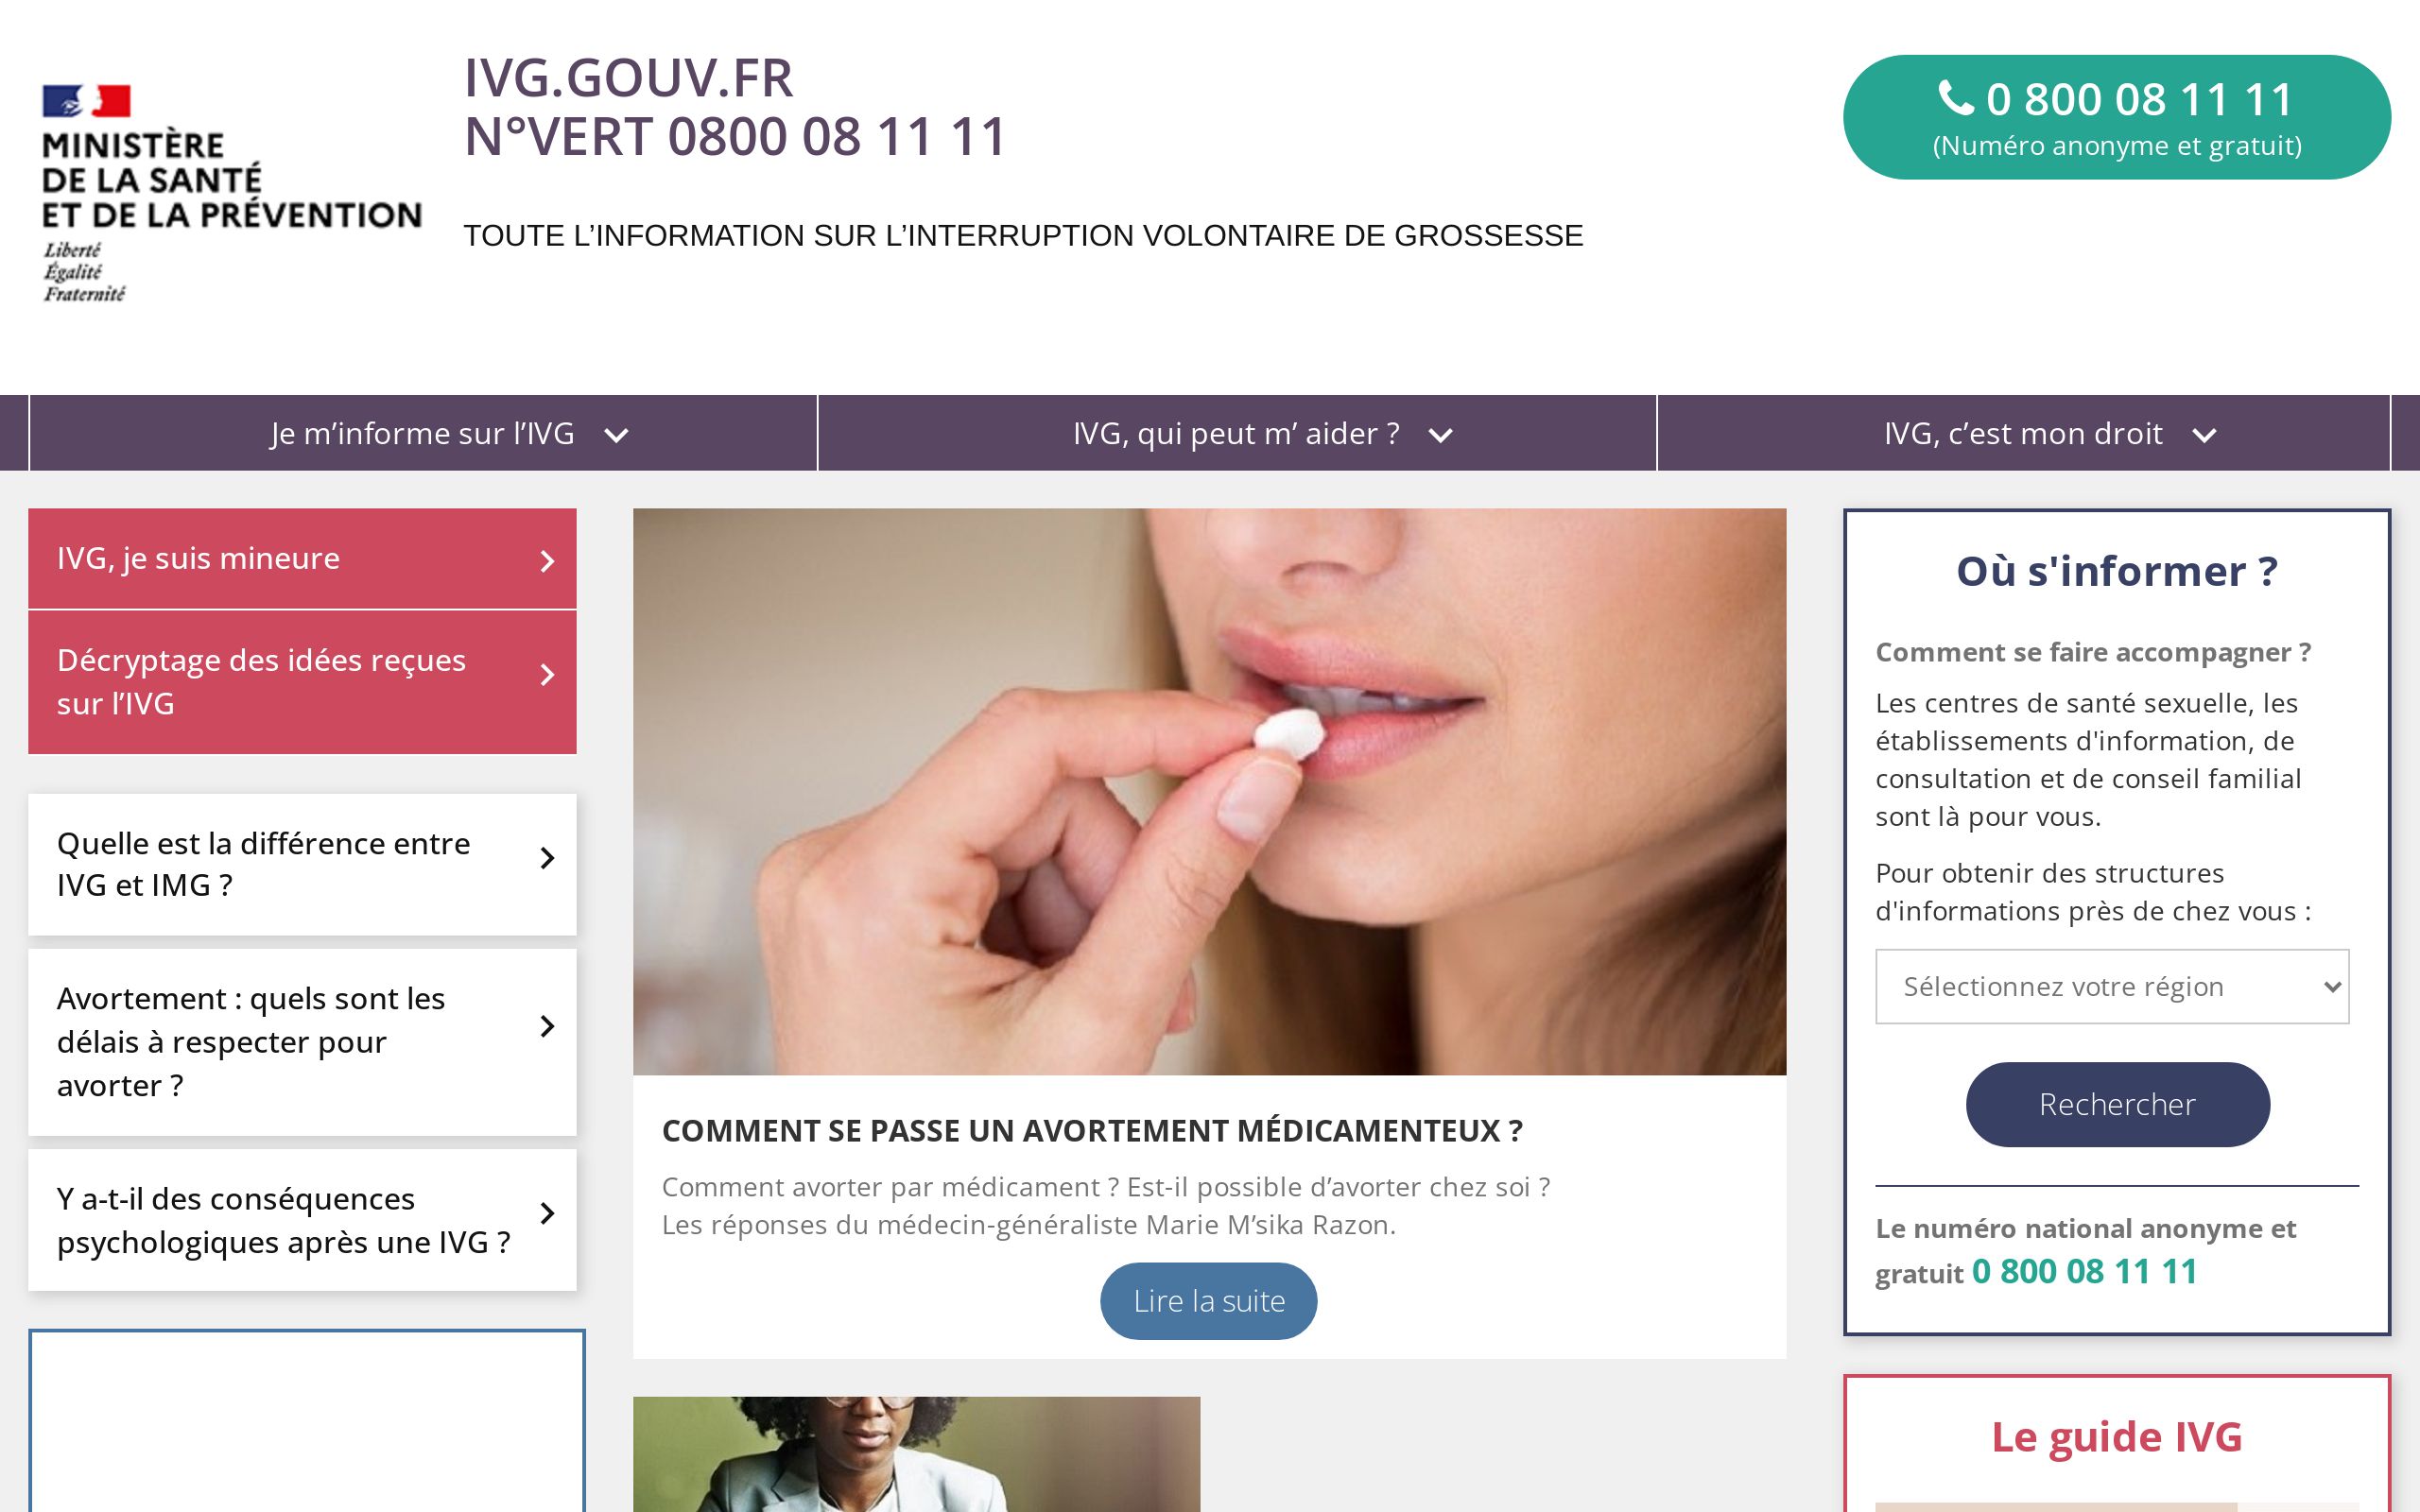 MINISTÈRE
DE LA SANTÉ
ET DE LA PRÉVENTION
Liberté
Égalité
Fraternité
IVG.GOUV.FR
N°VERT 0800 08 11 11
TOUTE L’INFORMATION SUR L’INTERRUPTION VOLONTAIRE DE GROSSESSE
0 800 08 11 11
(Numéro anonyme et gratuit)
Je m’informe sur l’IVG
IVG, qui peut m’ aider ?
IVG, c’est mon droit
IVG, je suis mineure
Décryptage des idées reçues
sur l’IVG
Quelle est la différence entre
IVG et IMG ?
Avortement : quels sont les
délais à respecter pour
avorter ?
Y a-t-il des conséquences
psychologiques après une IVG ?
COMMENT SE PASSE UN AVORTEMENT MÉDICAMENTEUX ?
Comment avorter par médicament ? Est-il possible d’avorter chez soi ?
Les réponses du médecin-généraliste Marie M’sika Razon.
Lire la suite
Où s'informer ?
Comment se faire accompagner ?
Les centres de santé sexuelle, les
établissements d'information, de
consultation et de conseil familial
sont là pour vous.
Pour obtenir des structures
d'informations près de chez vous :
Sélectionnez votre région
Rechercher
Le numéro national anonyme et
gratuit 0 800 08 11 11
Le guide IVG